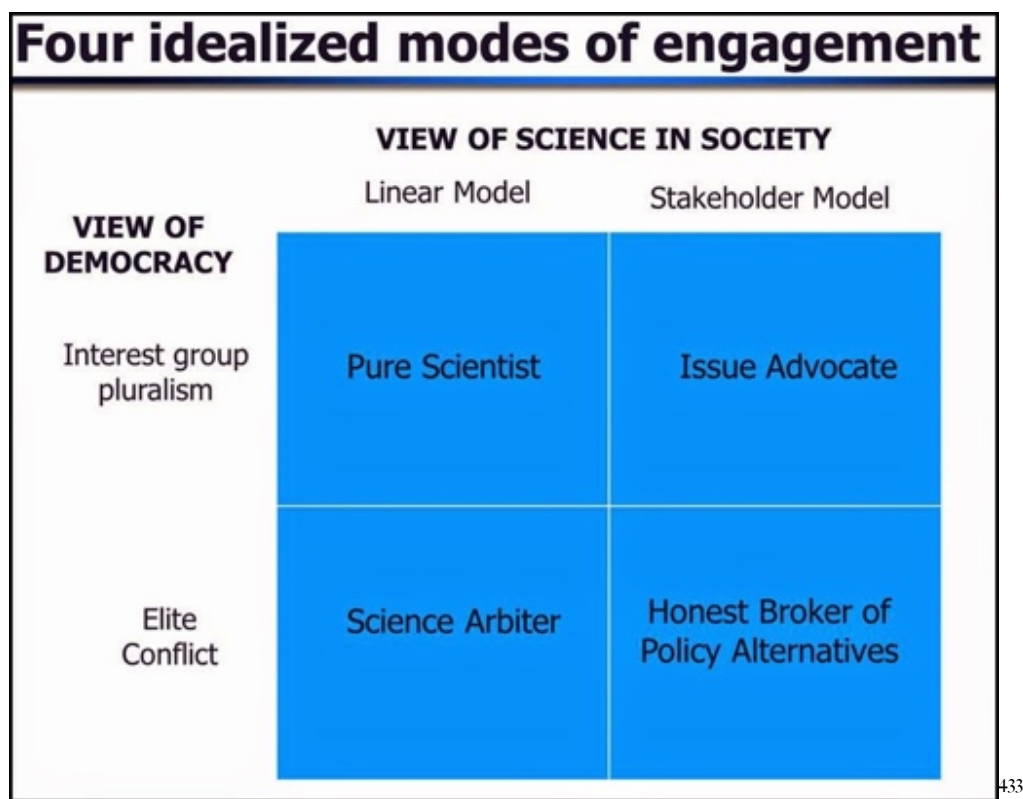 Four idealized modes of engagement
VIEW OF SCIENCE IN SOCIETY
Linear Model
Stakeholder Model
VIEW OF
DEMOCRACY
Interest group
pluralism
Pure Scientist
Issue Advocate
Elite
Conflict
Science Arbiter
Honest Broker of
Policy Alternatives
433